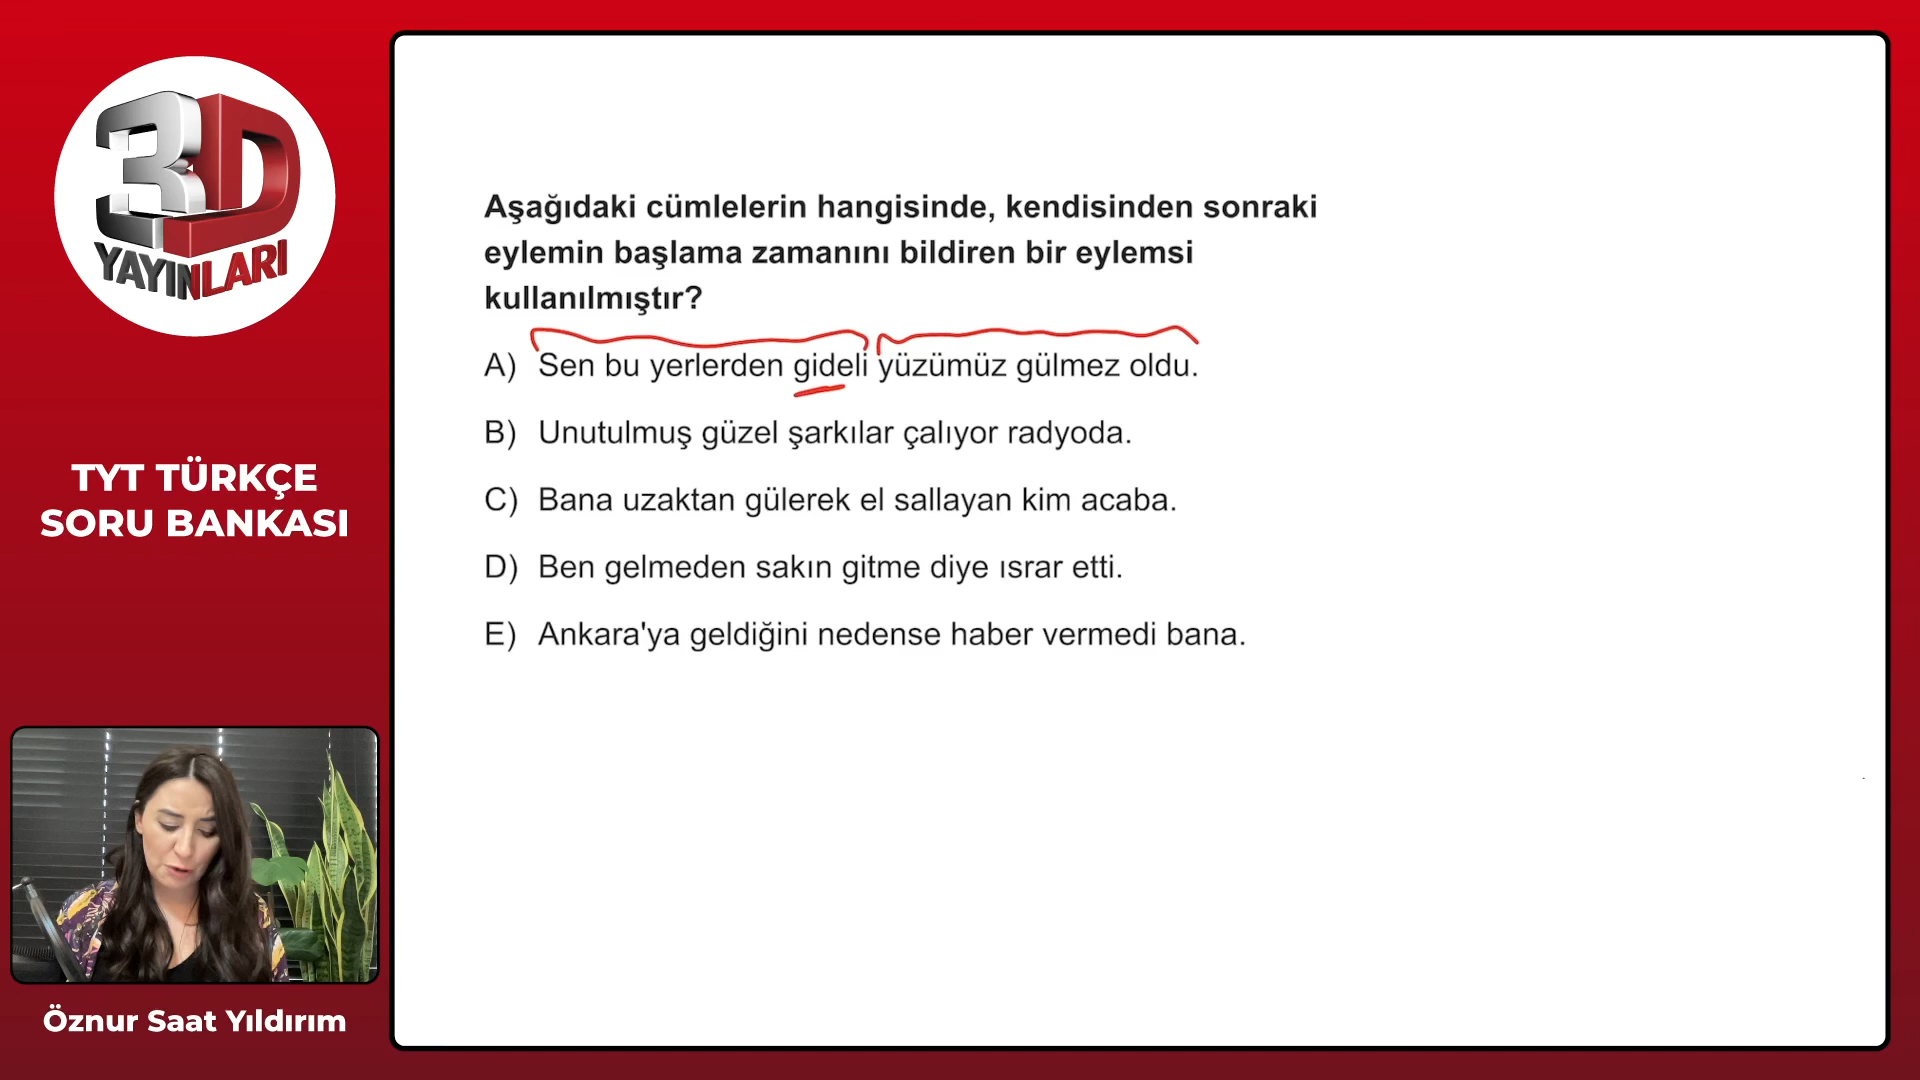 3D
YAYINLARI
TYT TÜRKÇE
SORU BANKASI
Öznur Saat Yıldırım
Aşağıdaki cümlelerin hangisinde, kendisinden sonraki
eylemin başlama zamanını bildiren bir eylemsi
kullanılmıştır?
A) Sen bu yerlerden gideli yüzümüz gülmez oldu.
B) Unutulmuş güzel şarkılar çalıyor radyoda.
C) Bana uzaktan gülerek el sallayan kim acaba.
D) Ben gelmeden sakın gitme diye ısrar etti.
E) Ankara'ya geldiğini nedense haber vermedi bana.